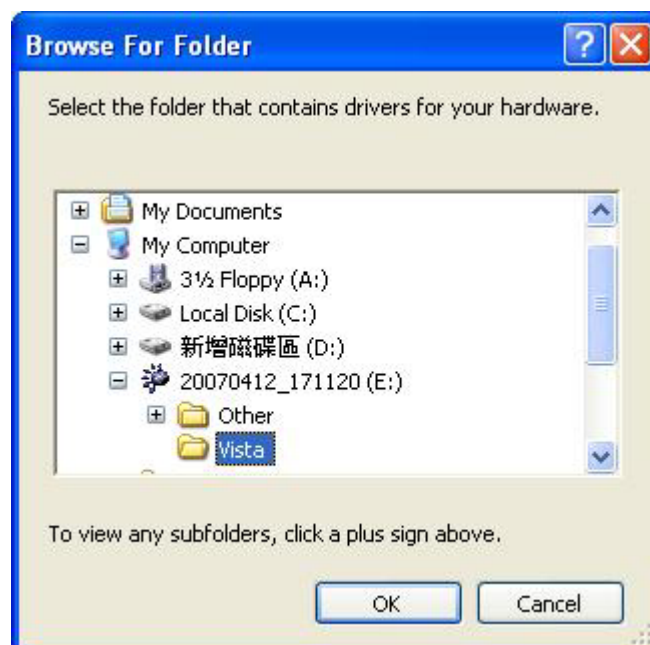 Browse For Folder
Select the folder that contains drivers for your hardware.
My Documents
My Computer
3½ Floppy (A:)
Local Disk (C:)
新增磁碟區 (D:)
20070412_171120 (E:)
Other
Vista
To view any subfolders, click a plus sign above.
OK Cancel